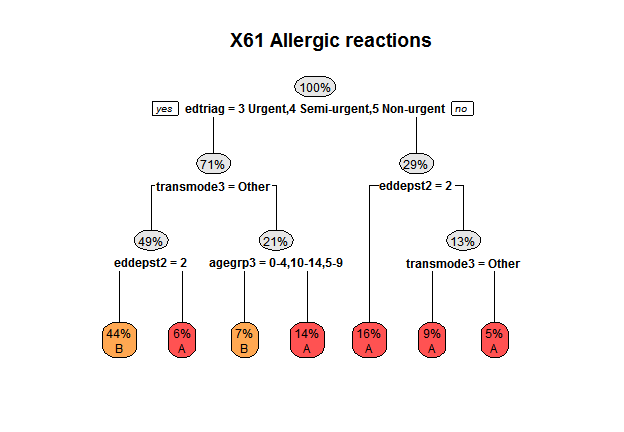 X61 Allergic reactions
100%
yes edtriag = 3 Urgent,4 Semi-urgent,5 Non-urgent no
71% 29%
transmode3 = Other eddepst2 = 2
49% 21% 13%
eddepst2 = 2 agegrp3 = 0-4,10-14,5-9 transmode3 = Other
44% 6% 7% 14% 16% 9% 5%
B A B A A A A